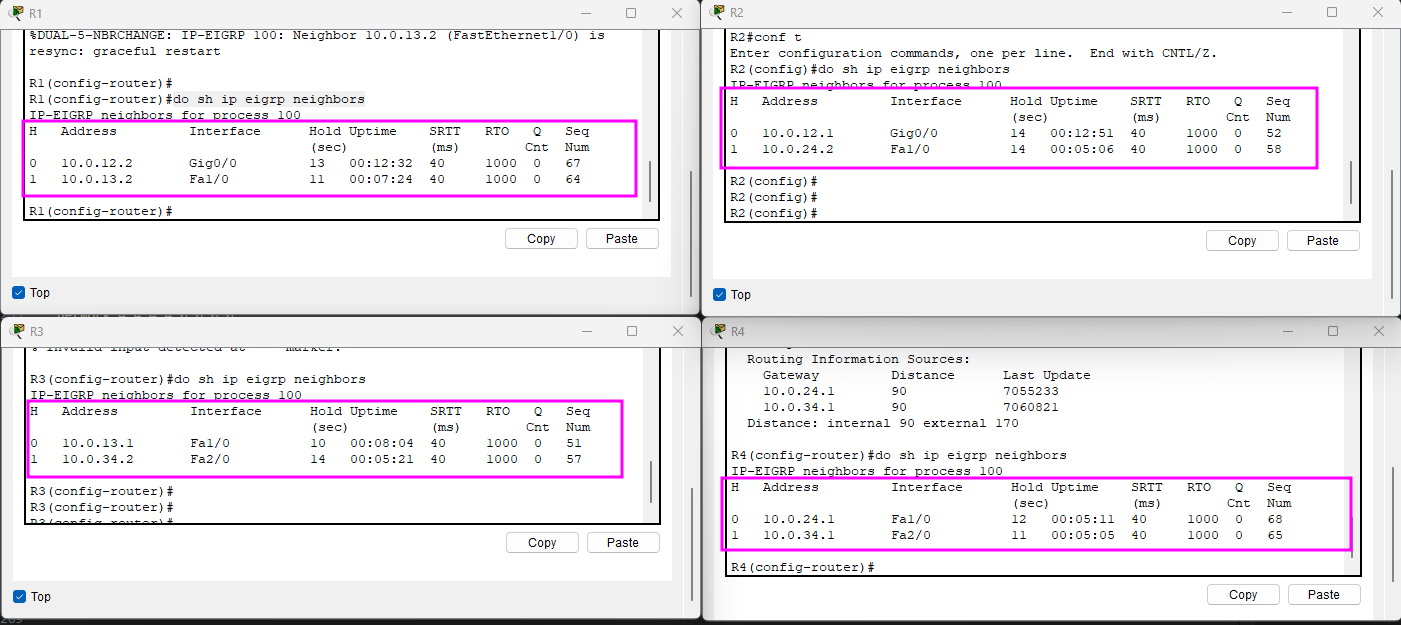 R1
%DUAL-5-NBRCHANGE: IP-EIGRP 100: Neighbor 10.0.13.2 (FastEthernet1/0) is
resync: graceful restart
R1(config-router)#
R1(config-router)#do sh ip eigrp neighbors
IP-EIGRP neighbors for process 100
H   Address         Interface      Hold Uptime    SRTT   RTO   Q   Seq
(sec)          (ms)        Cnt  Num
0   10.0.12.2       Gig0/0         13   00:12:32  40     1000  0   67
1   10.0.13.2       Fa1/0          11   00:07:24  40     1000  0   64
R1(config-router)#
Copy Paste
Top
R2
R2#conf t
Enter configuration commands, one per line.  End with CNTL/Z.
R2(config)#do sh ip eigrp neighbors
IP-EIGRP neighbors for process 100
H   Address         Interface      Hold Uptime    SRTT   RTO   Q   Seq
(sec)          (ms)        Cnt  Num
0   10.0.12.1       Gig0/0         14   00:12:51  40     1000  0   52
1   10.0.24.2       Fa1/0          14   00:05:06  40     1000  0   58
R2(config)#
R2(config)#
R2(config)#
Copy Paste
Top
R3
% Invalid input detected at marker.
R3(config-router)#do sh ip eigrp neighbors
IP-EIGRP neighbors for process 100
H   Address         Interface      Hold Uptime    SRTT   RTO   Q   Seq
(sec)          (ms)        Cnt  Num
0   10.0.13.1       Fa1/0          10   00:08:04  40     1000  0   51
1   10.0.34.2       Fa2/0          14   00:05:21  40     1000  0   57
R3(config-router)#
R3(config-router)#
R3(config-router)#
Copy Paste
Top
R4
Routing Information Sources:
Gateway         Distance      Last Update
10.0.24.1       90            7055233
10.0.34.1       90            7060821
Distance: internal 90 external 170
R4(config-router)#do sh ip eigrp neighbors
IP-EIGRP neighbors for process 100
H   Address         Interface      Hold Uptime    SRTT   RTO   Q   Seq
(sec)          (ms)        Cnt  Num
0   10.0.24.1       Fa1/0          12   00:05:11  40     1000  0   68
1   10.0.34.1       Fa2/0          11   00:05:05  40     1000  0   65
R4(config-router)#
Copy Paste